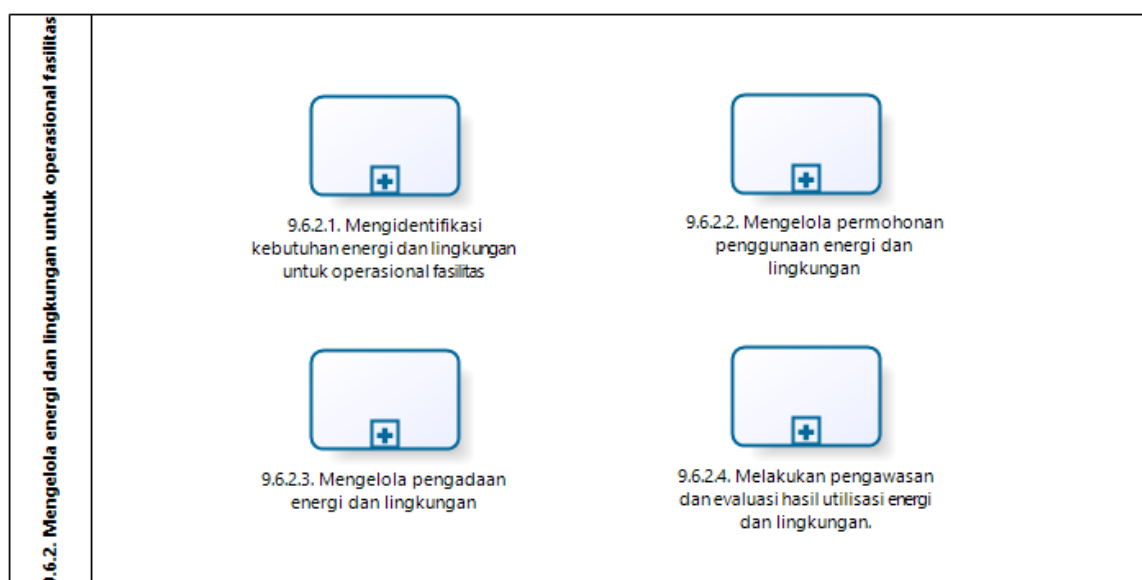 9.6.2. Mengelola energi dan lingkungan untuk operasional fasilitas
9.6.2.1. Mengidentifikasi
kebutuhan energi dan lingkungan
untuk operasional fasilitas
9.6.2.2. Mengelola permohonan
penggunaan energi dan
lingkungan
9.6.2.3. Mengelola pengadaan
energi dan lingkungan
9.6.2.4. Melakukan pengawasan
dan evaluasi hasil utilisasi energi
dan lingkungan.